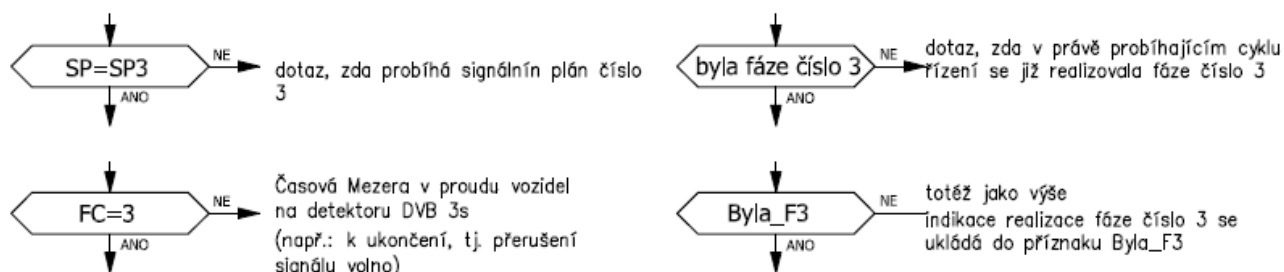 SP=SP3
NE
ANO
dotaz, zda probíhá signálnín plán číslo
3
byla fáze číslo 3
NE
ANO
dotaz, zda v právě probíhajícím cyklu
řízení se již realizovala fáze číslo 3
FC=3
NE
ANO
Časová Mezera v proudu vozidel
na detektoru DVB 3s
(např.: k ukončení, tj. přerušení
signálu volno)
Byla_F3
NE
ANO
totéž jako výše
indikace realizace fáze číslo 3 se
ukládá do příznaku Byla_F3